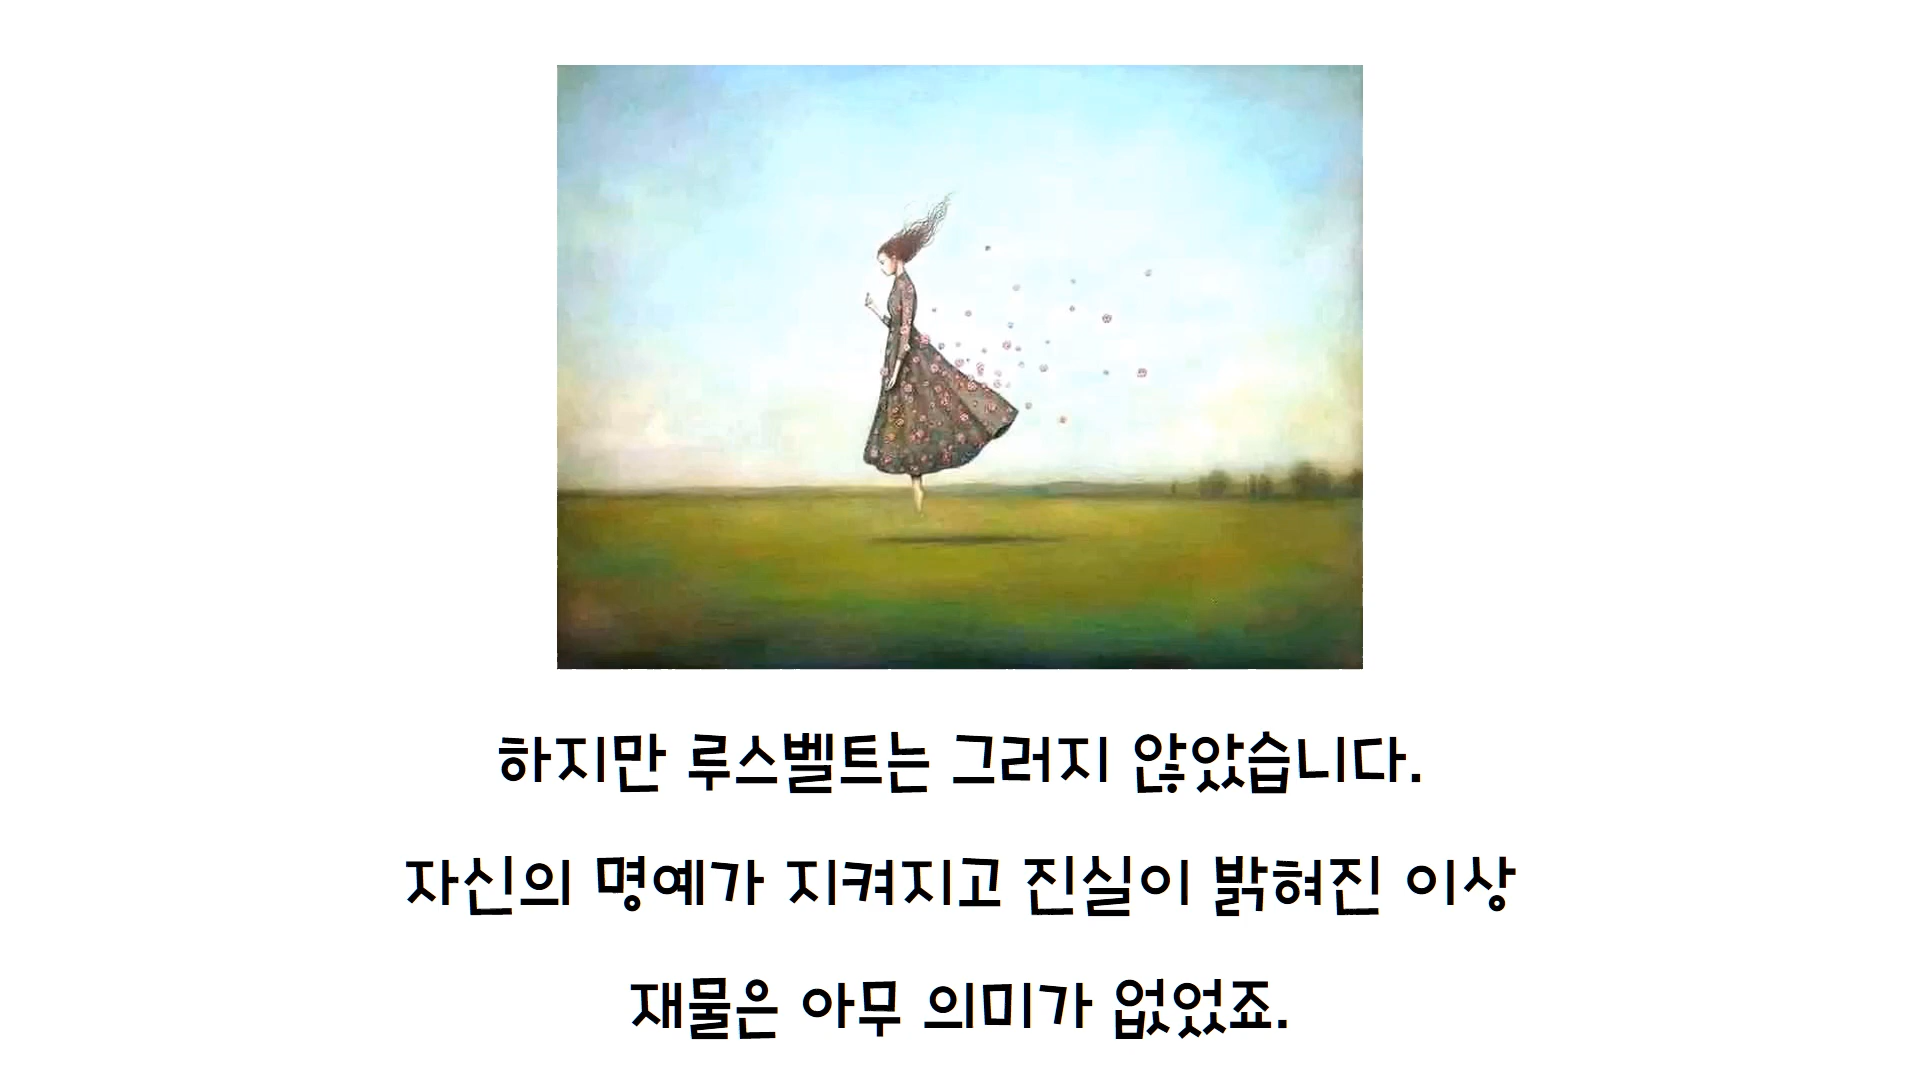 하지만 루스벨트는 그러지 않았습니다.
자신의 명예가 지켜지고 진실이 밝혀진 이상
재물은 아무 의미가 없었죠.